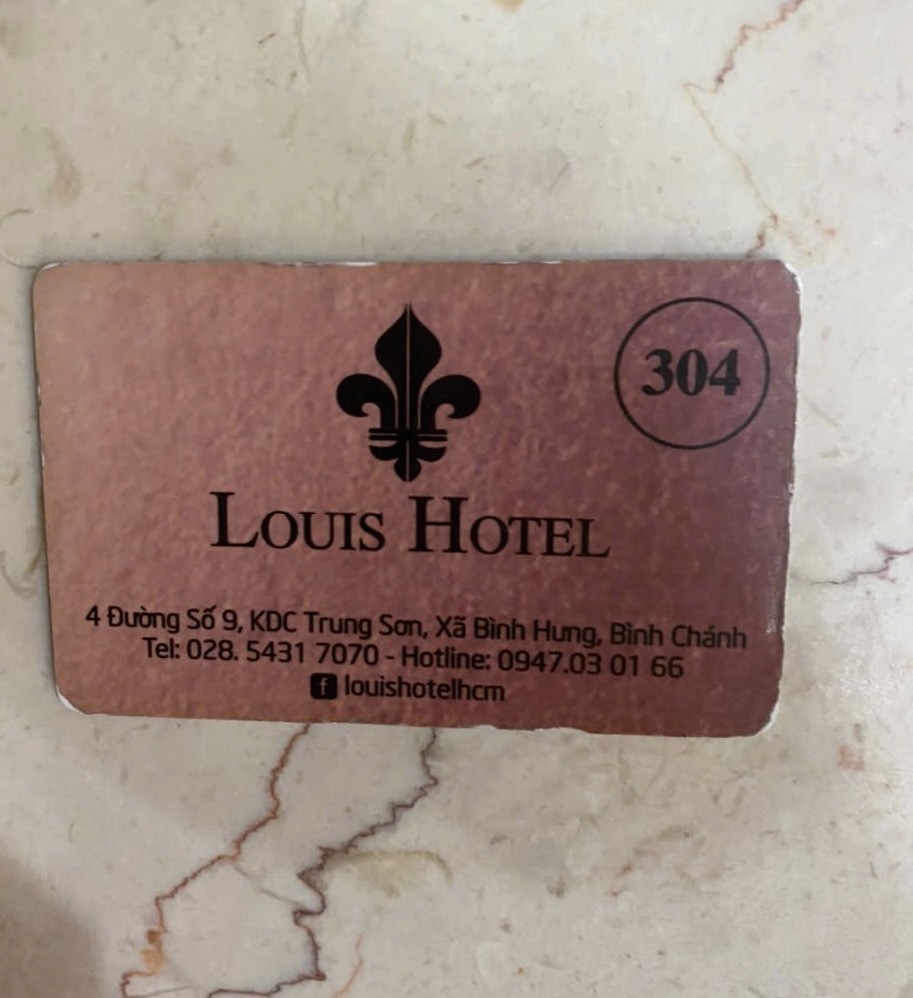 304
LOUIS HOTEL
4 Đường Số 9, KDC Trung Sơn, Xã Bình Hưng, Bình Chánh
Tel: 028. 5431 7070 - Hotline: 0947.03 01 66
f louishotelhcm